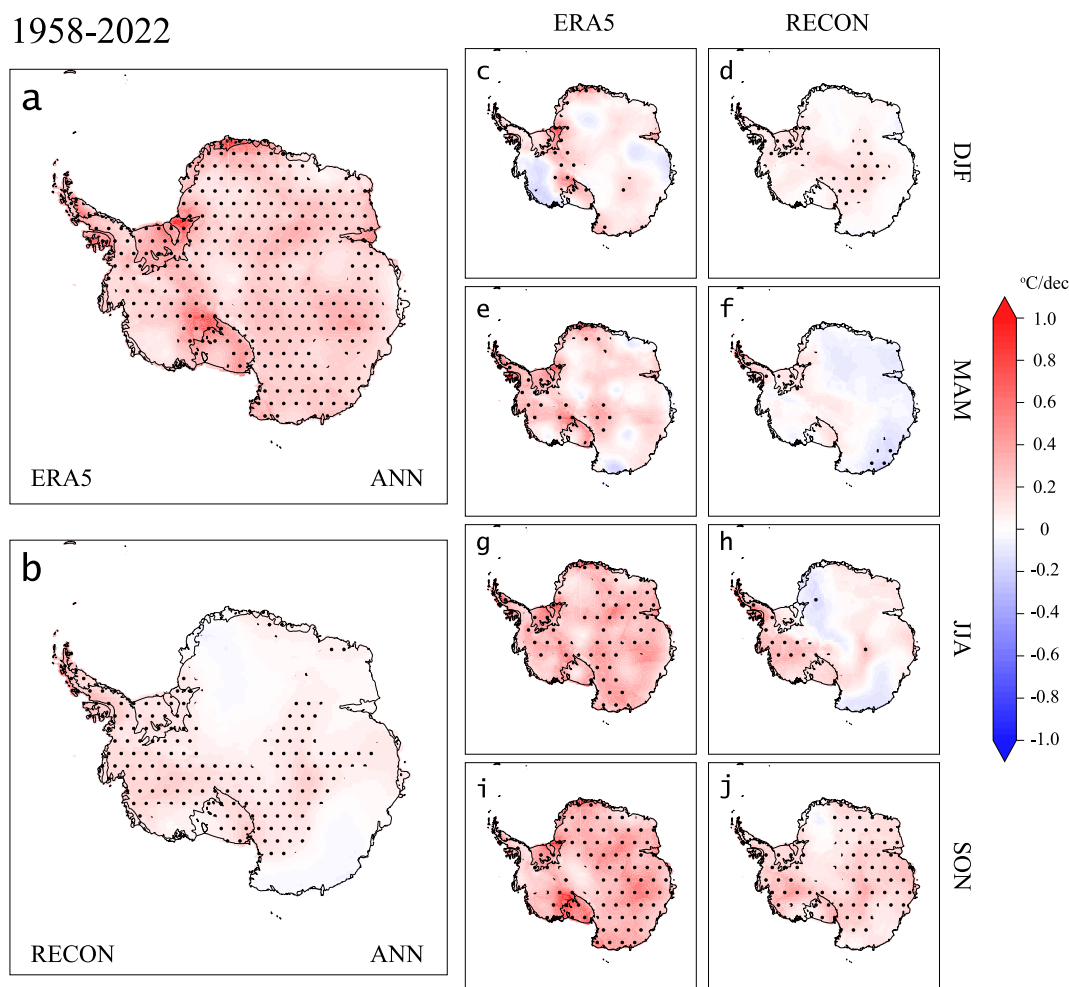 1958-2022
ERA5
RECON
a
ERA5
ANN
b
RECON
ANN
c
d
DJF
e
f
MAM
g
h
JJA
i
j
SON
°C/dec
1.0
0.8
0.6
0.4
0.2
0
-0.2
-0.4
-0.6
-0.8
-1.0